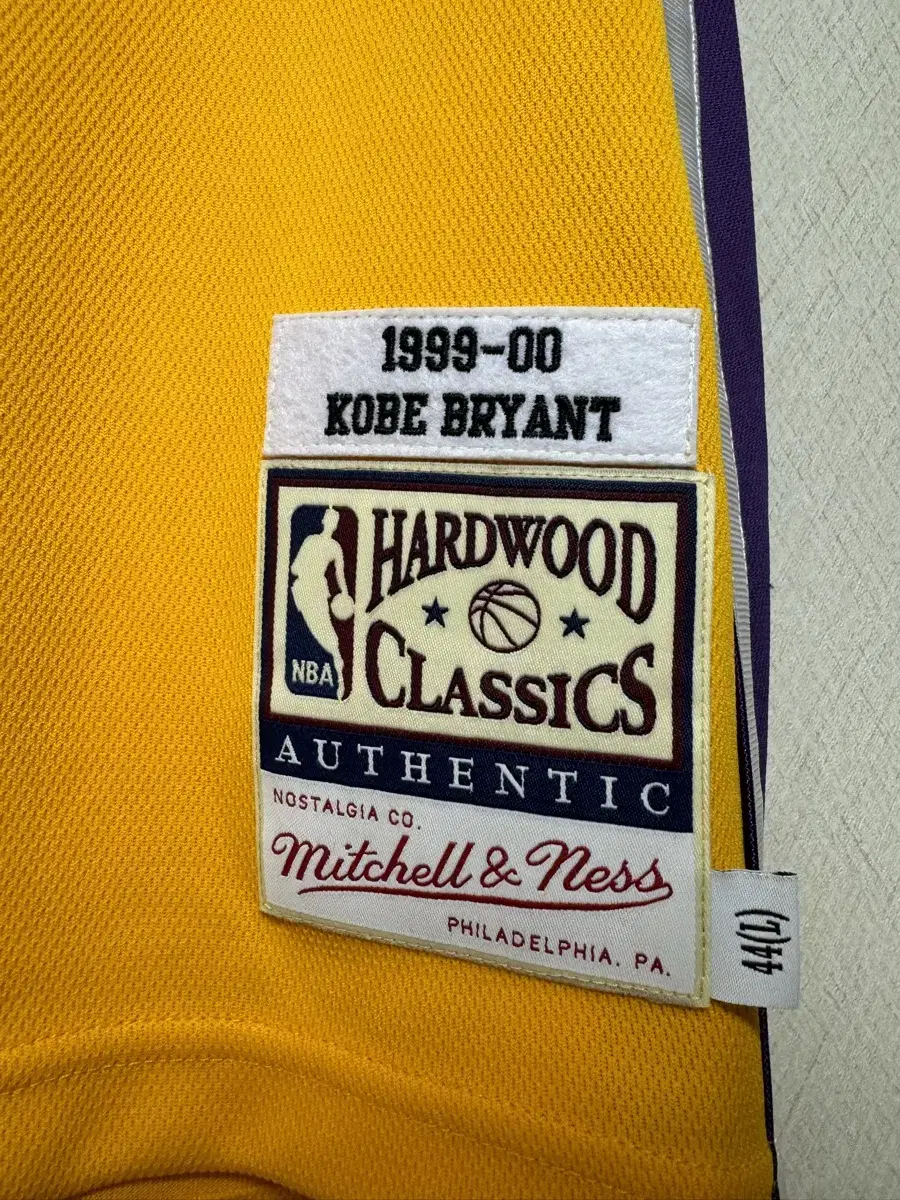 1999-00
KOBE BRYANT
HARDWOOD
CLASSICS
NBA
AUTHENTIC
NOSTALGIA CO.
Mitchell & Ness
PHILADELPHIA, PA.
44(L)